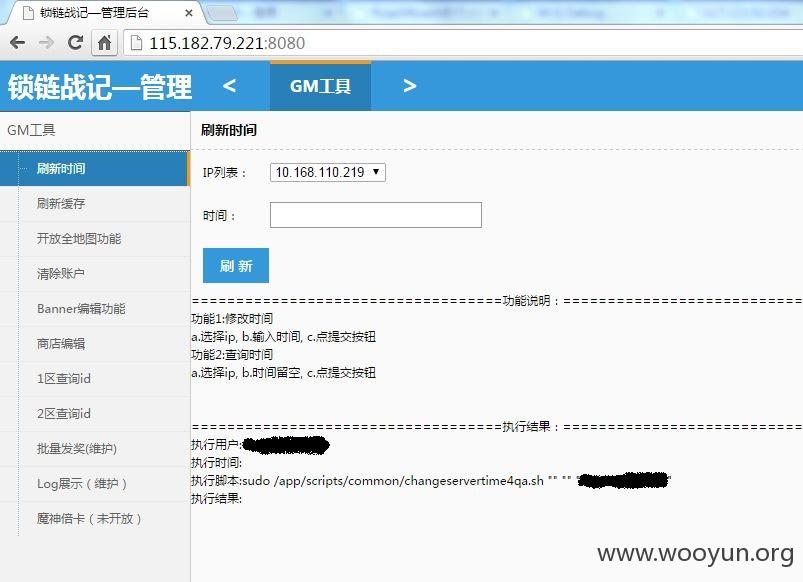 锁链战记—管理后台
115.182.79.221:8080
锁链战记—管理
<
GM工具
>
GM工具
刷新时间
刷新缓存
开放全地图功能
清除账户
Banner编辑功能
商店编辑
1区查询id
2区查询id
批量发奖(维护)
Log展示（维护）
魔神倍卡（未开放）
刷新时间
IP列表：
10.168.110.219
时间：
刷 新
====================================功能说明：===========================
功能1:修改时间
a.选择ip, b.输入时间, c.点提交按钮
功能2:查询时间
a.选择ip, b.时间留空, c.点提交按钮
====================================执行结果：===========================
执行用户:
执行时间:
执行脚本:sudo /app/scripts/common/changeservertime4qa.sh "" "" " "
执行结果:
www.wooyun.org